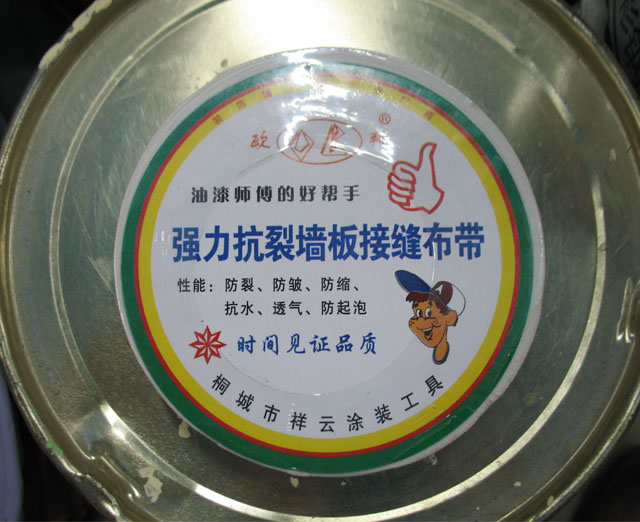 欧 ®
油漆师傅的好帮手
强力抗裂墙板接缝布带
性能：防裂、防皱、防缩、
抗水、透气、防起泡
时间见证品质
桐城市祥云涂装工具